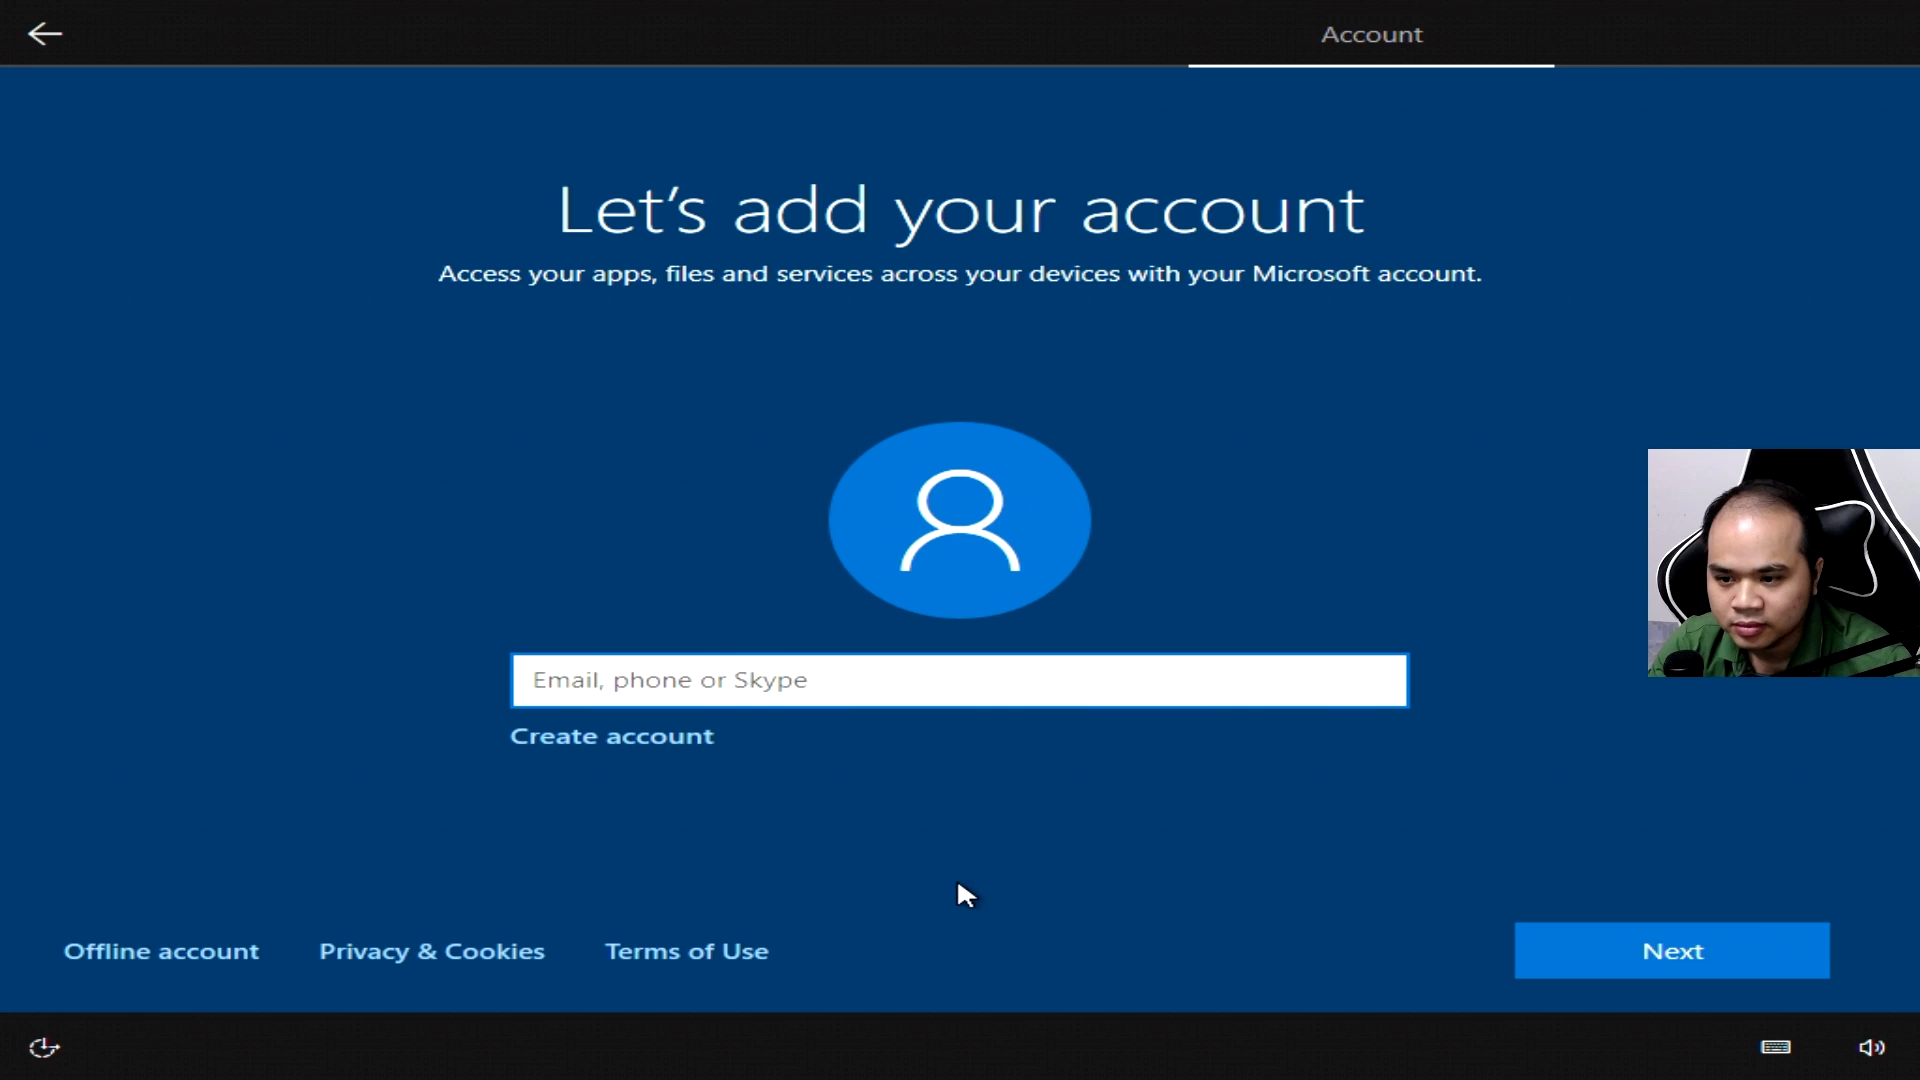 Account
Let's add your account
Access your apps, files and services across your devices with your Microsoft account.
Email, phone or Skype
Create account
Offline account Privacy & Cookies Terms of Use Next